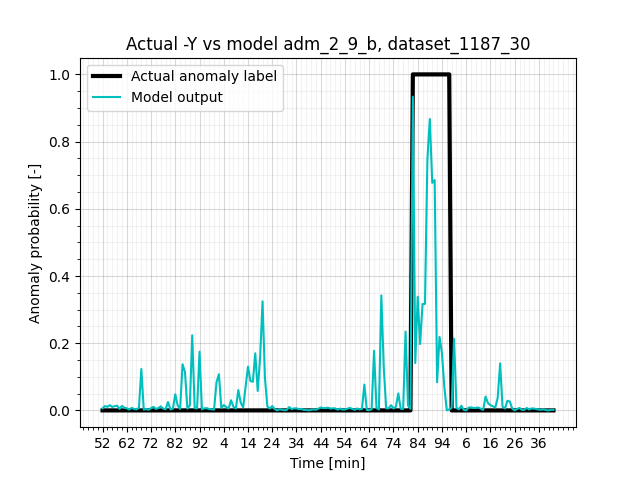 Actual -Y vs model adm_2_9_b, dataset_1187_30
Actual anomaly label
Model output
Anomaly probability [-]
1.0
0.8
0.6
0.4
0.2
0.0
52 62 72 82 92 4 14 24 34 44 54 64 74 84 94 6 16 26 36
Time [min]